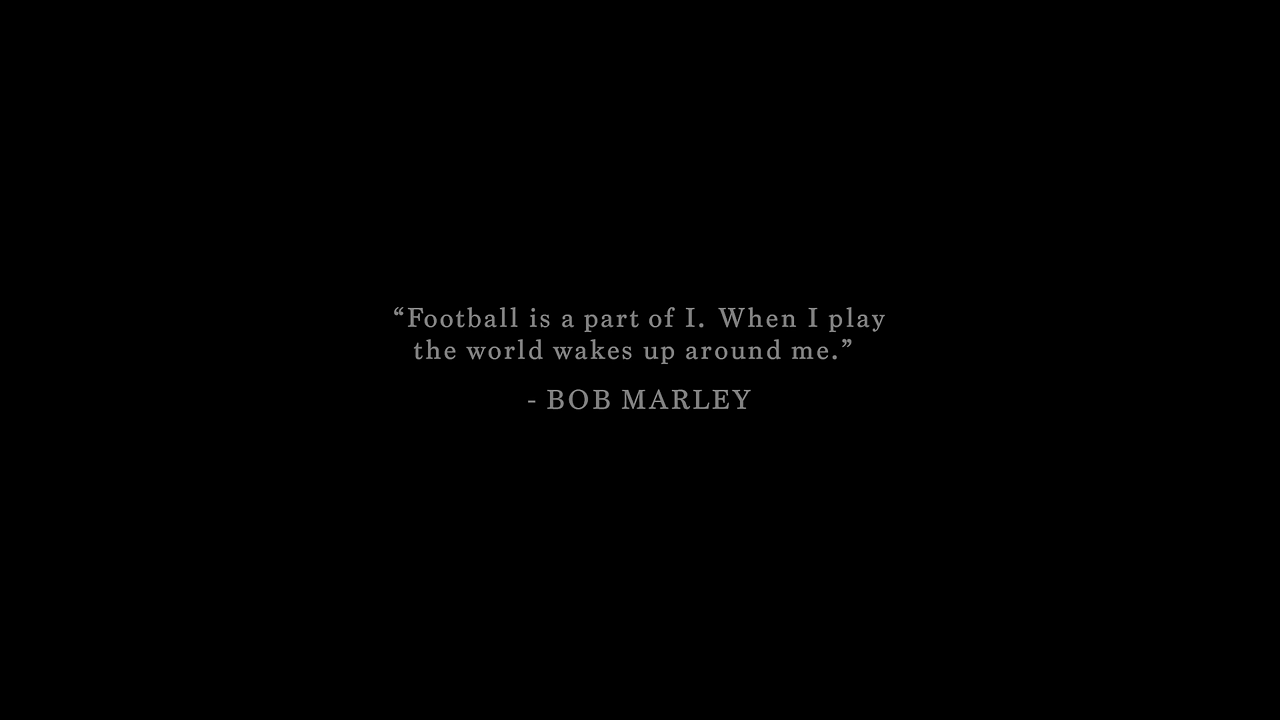 “Football is a part of I. When I play
the world wakes up around me.”
- BOB MARLEY